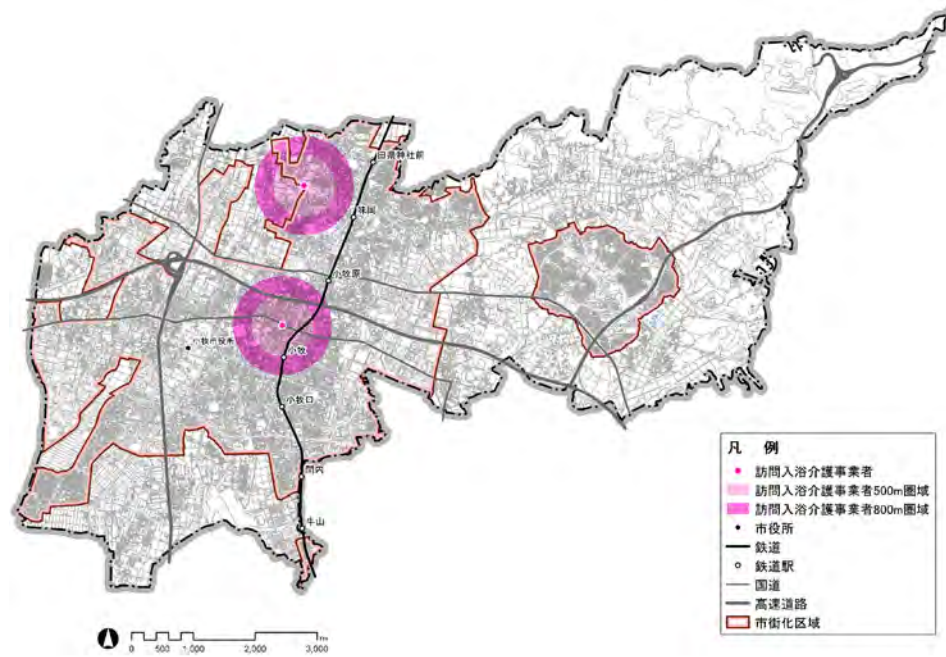 田県神社前
味岡
小牧原
小牧市役所
小牧
小牧口
間内
牛山
凡 例
訪問入浴介護事業者
訪問入浴介護事業者500m圏域
訪問入浴介護事業者800m圏域
市役所
鉄道
鉄道駅
国道
高速道路
市街化区域
0 500 1,000 2,000 3,000 m